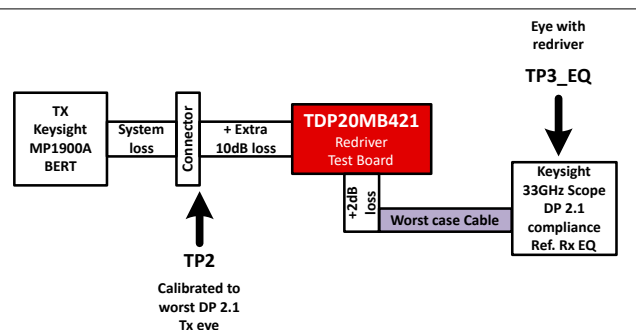 Eye with
redriver
TP3_EQ
TX
Keysight
MP1900A
BERT
System
loss
Connector
+ Extra
10dB loss
TDP20MB421
Redriver
Test Board
+2dB
loss
Worst case Cable
Keysight
33GHz Scope
DP 2.1
compliance
Ref. Rx EQ
TP2
Calibrated to
worst DP 2.1
Tx eye